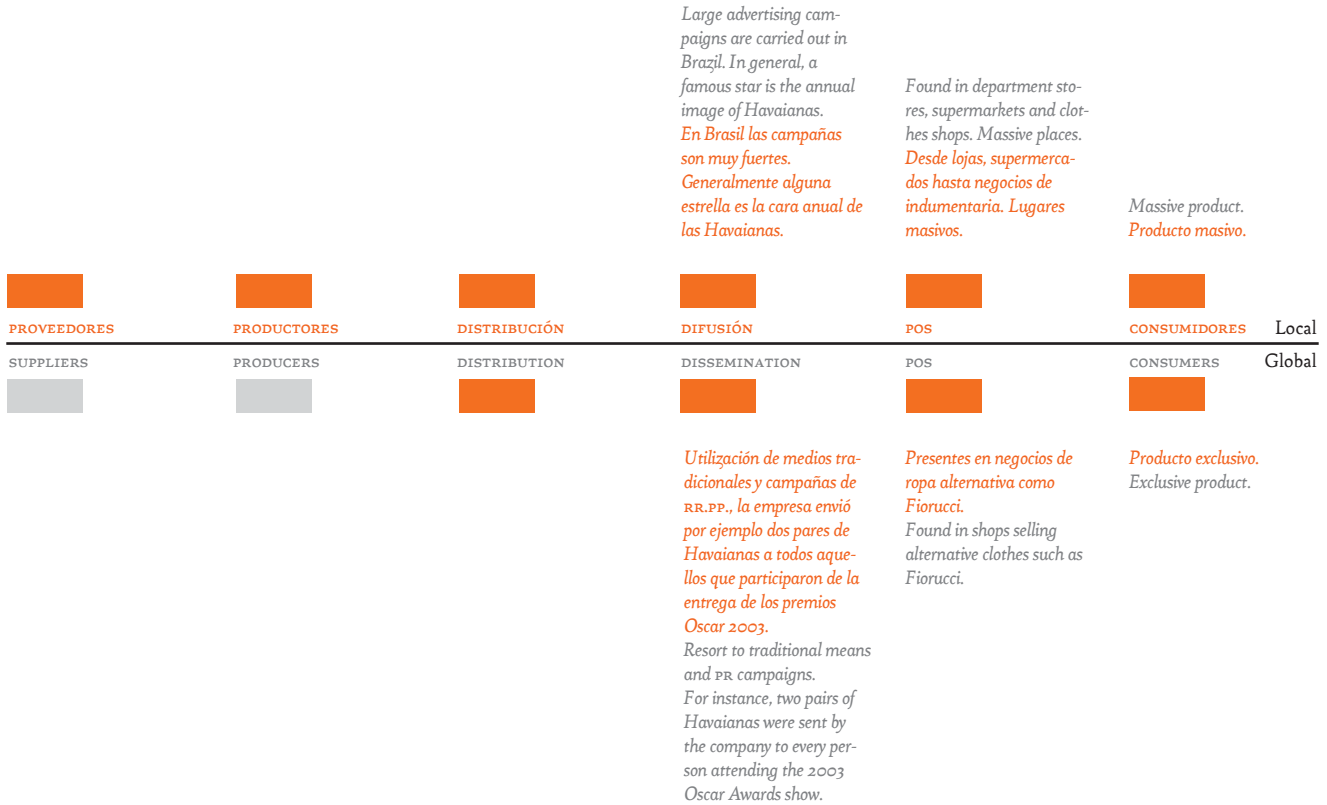 Large advertising cam-
paigns are carried out in
Brazil. In general, a
famous star is the annual
image of Havaianas.
En Brasil las campañas
son muy fuertes.
Generalmente alguna
estrella es la cara anual de
las Havaianas.
Found in department sto-
res, supermarkets and clot-
hes shops. Massive places.
Desde lojas, supermerca-
dos hasta negocios de
indumentaria. Lugares
masivos.
Massive product.
Producto masivo.
PROVEEDORES
PRODUCTORES
DISTRIBUCIÓN
DIFUSIÓN
POS
CONSUMIDORES
Local
SUPPLIERS
PRODUCERS
DISTRIBUTION
DISSEMINATION
POS
CONSUMERS
Global
Utilización de medios tra-
dicionales y campañas de
RR.PP., la empresa envió
por ejemplo dos pares de
Havaianas a todos aque-
llos que participaron de la
entrega de los premios
Oscar 2003.
Resort to traditional means
and PR campaigns.
For instance, two pairs of
Havaianas were sent by
the company to every per-
son attending the 2003
Oscar Awards show.
Presentes en negocios de
ropa alternativa como
Fiorucci.
Found in shops selling
alternative clothes such as
Fiorucci.
Producto exclusivo.
Exclusive product.